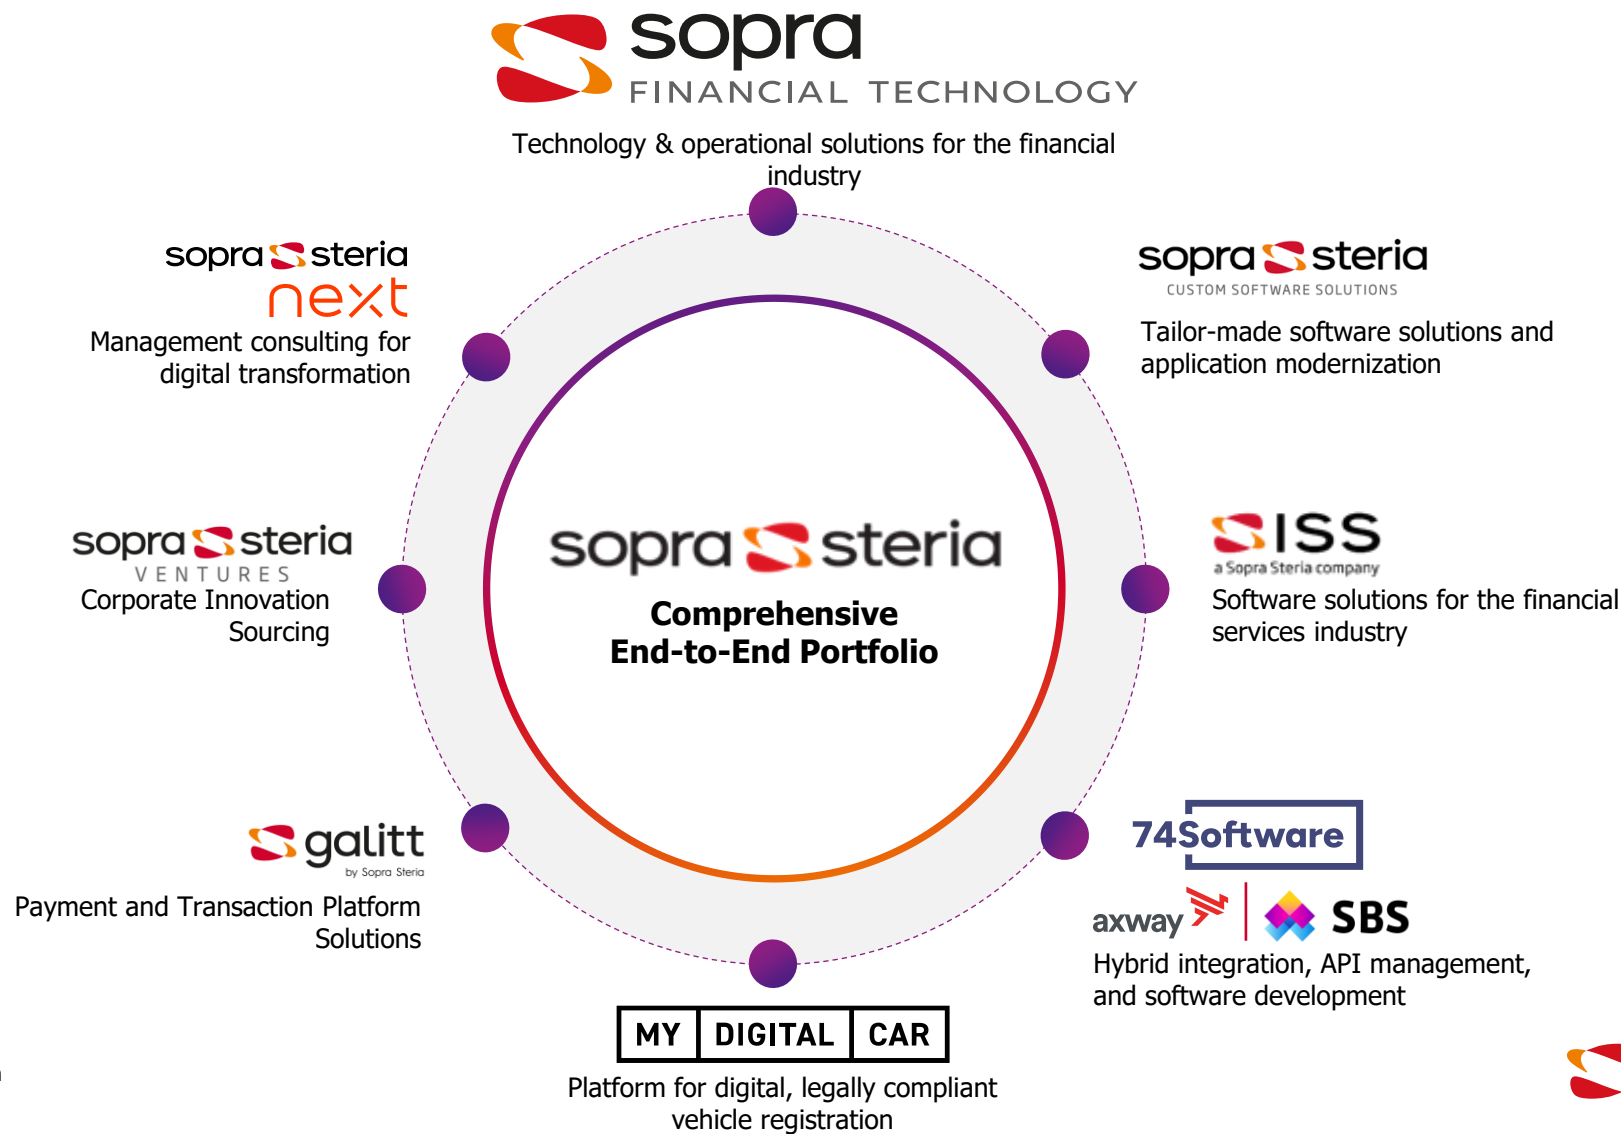 sopra
FINANCIAL TECHNOLOGY
Technology & operational solutions for the financial
industry
sopra steria
next
Management consulting for
digital transformation
sopra steria
CUSTOM SOFTWARE SOLUTIONS
Tailor-made software solutions and
application modernization
sopra steria
VENTURES
Corporate Innovation
Sourcing
sopra steria
Comprehensive
End-to-End Portfolio
ISS
a Sopra Steria company
Software solutions for the financial
services industry
galitt
by Sopra Steria
Payment and Transaction Platform
Solutions
74Software
axway SBS
Hybrid integration, API management,
and software development
MY DIGITAL CAR
Platform for digital, legally compliant
vehicle registration